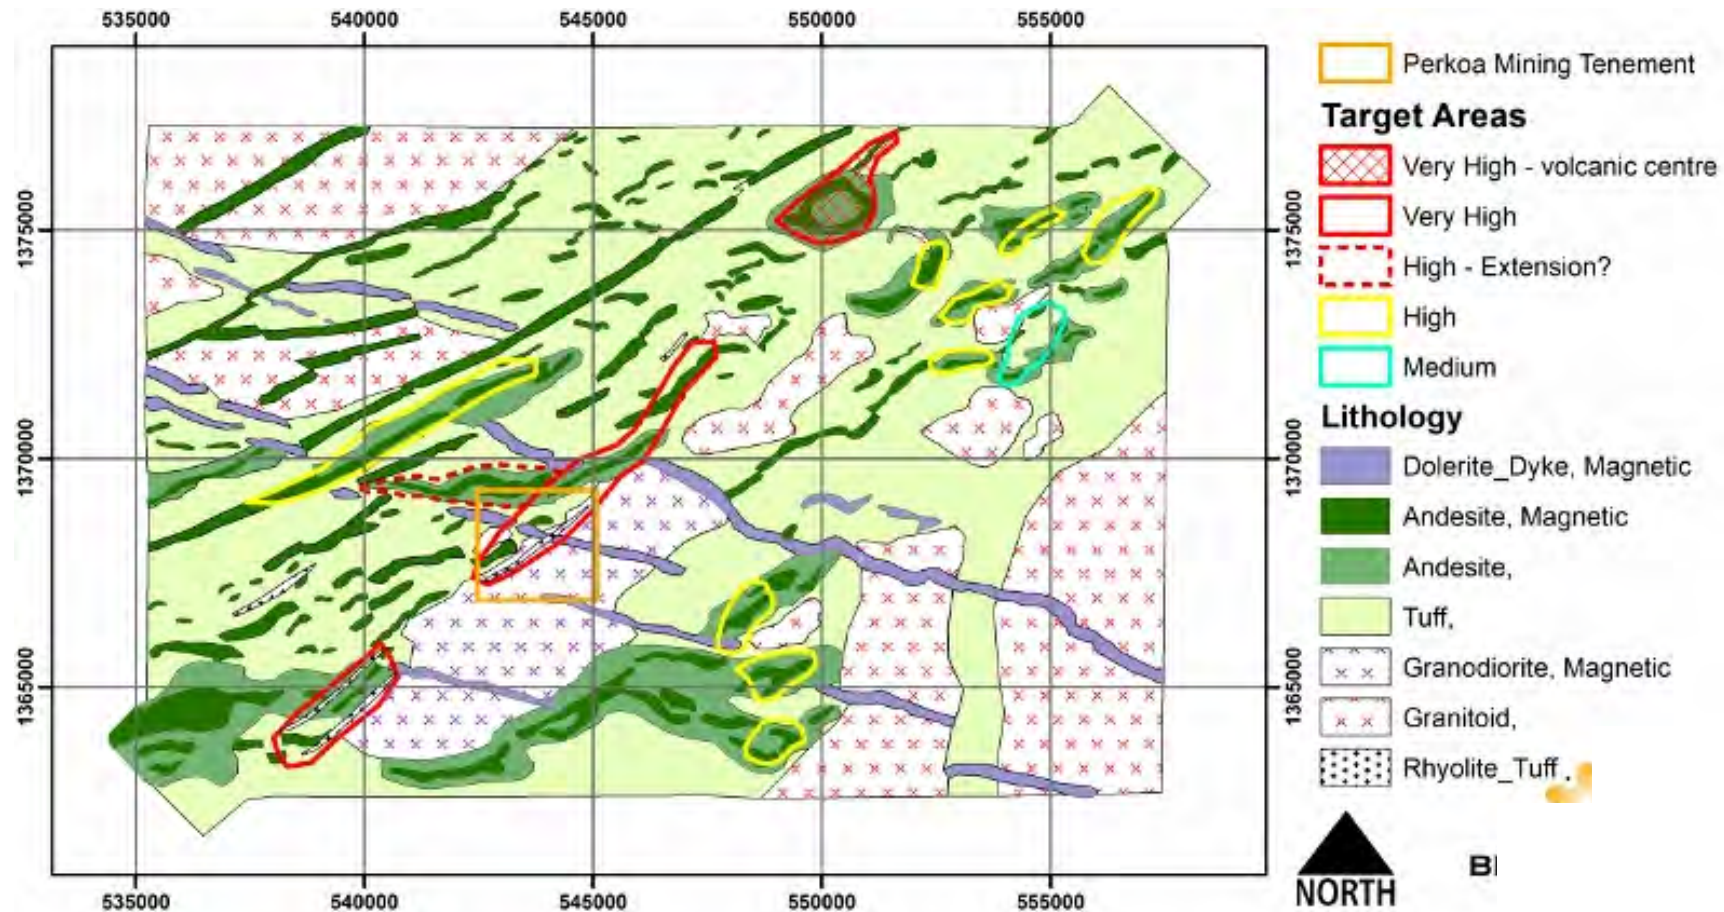 535000 540000 545000 550000 555000
1375000
1370000
1365000
1375000
1370000
1365000
535000 540000 545000 550000 555000
Perkoa Mining Tenement
Target Areas
Very High - volcanic centre
Very High
High - Extension?
High
Medium
Lithology
Dolerite_Dyke, Magnetic
Andesite, Magnetic
Andesite,
Tuff,
Granodiorite, Magnetic
Granitoid,
Rhyolite_Tuff,
NORTH